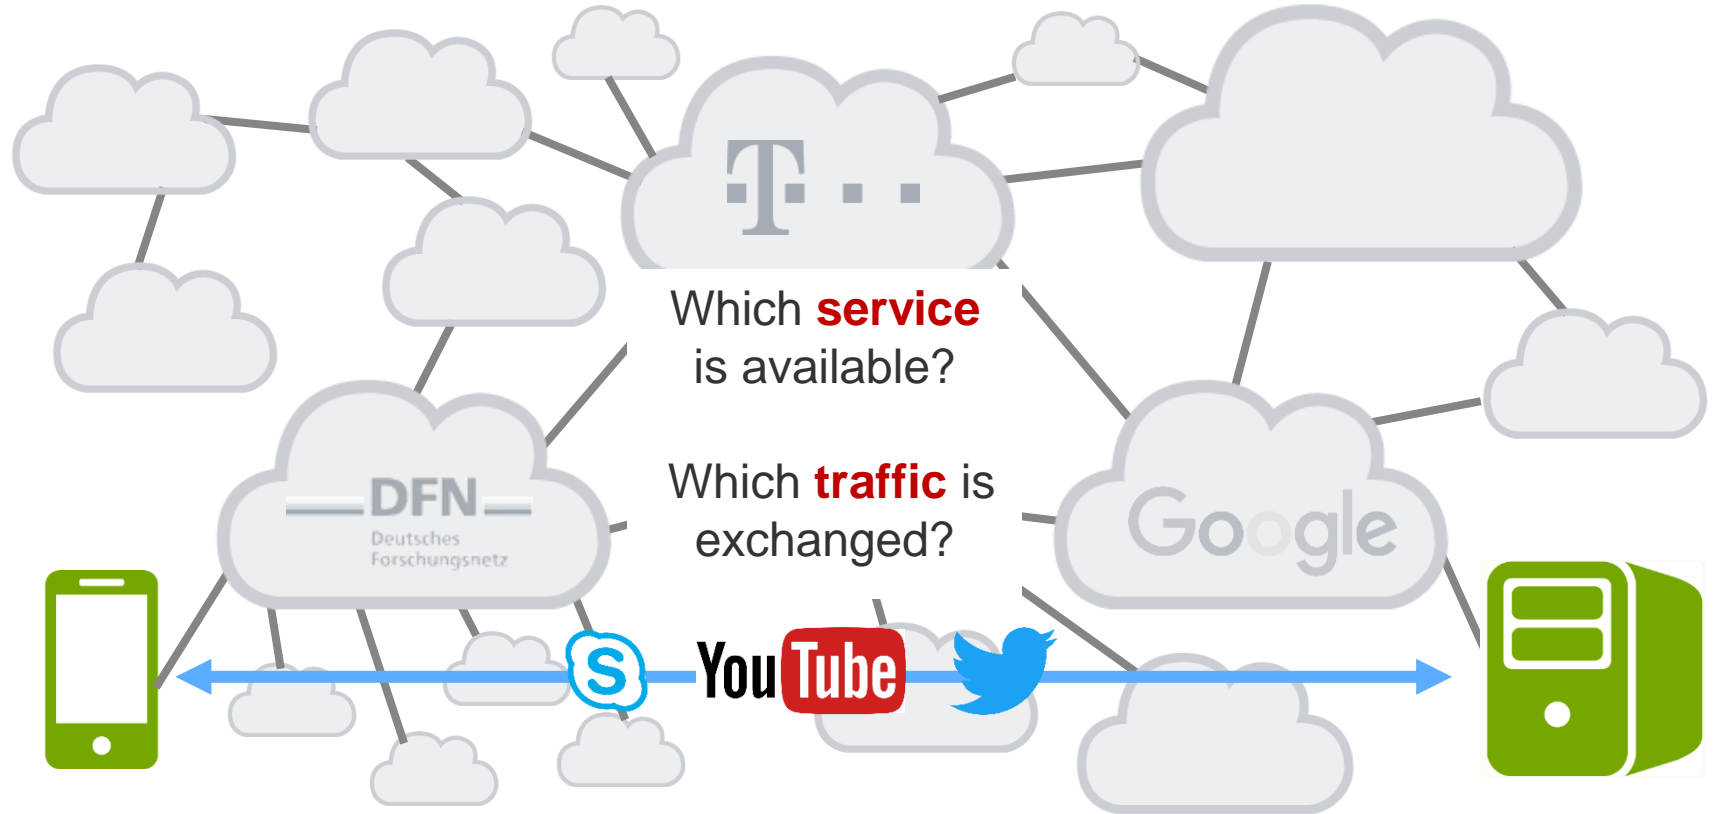 T
Which service
is available?
Which traffic is
exchanged?
DFN
Deutsches
Forschungsnetz
Google
S
YouTube